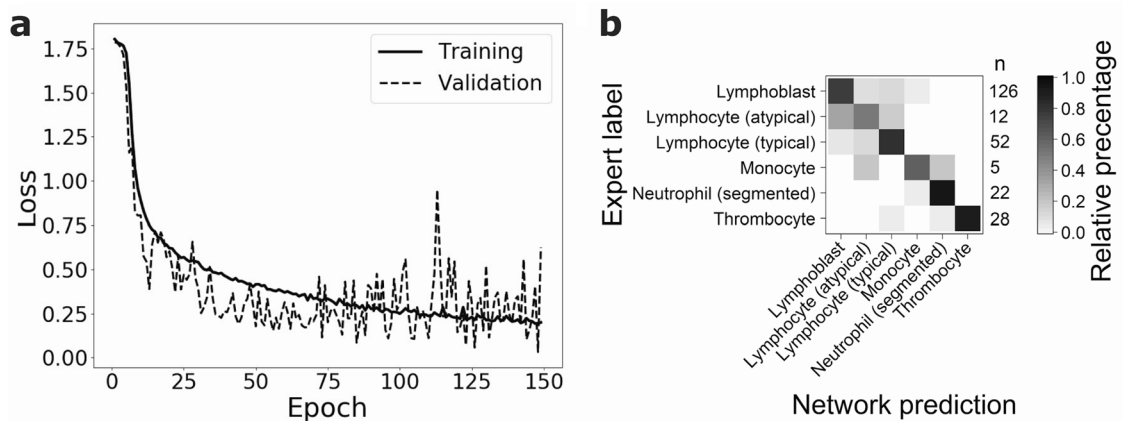 a
Training
Validation
1.75
1.50
1.25
1.00
0.75
0.50
0.25
0.00
Loss
0 25 50 75 100 125 150
Epoch
b
n
Lymphoblast 126
Lymphocyte (atypical) 12
Lymphocyte (typical) 52
Monocyte 5
Neutrophil (segmented) 22
Thrombocyte 28
Expert label
Lymphoblast
Lymphocyte (atypical)
Lymphocyte (typical)
Monocyte
Neutrophil (segmented)
Thrombocyte
Network prediction
1.0
0.8
0.6
0.4
0.2
0.0
Relative precentage